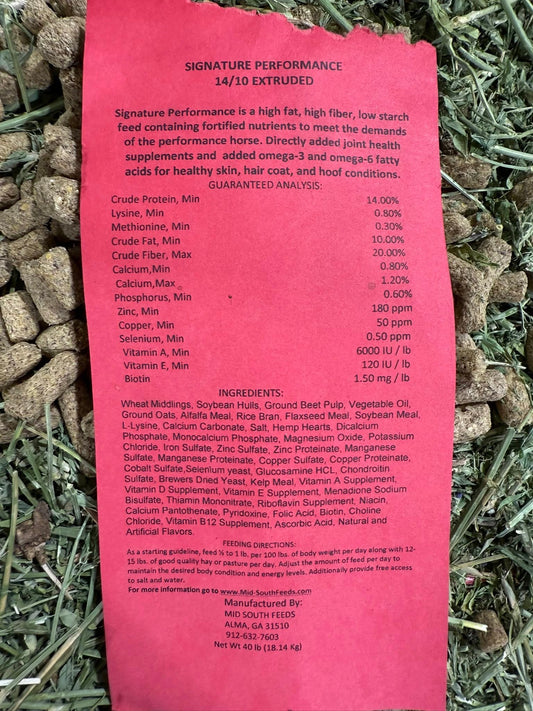 SIGNATURE PERFORMANCE
14/10 EXTRUDED
Signature Performance is a high fat, high fiber, low starch
feed containing fortified nutrients to meet the demands
of the performance horse. Directly added joint health
supplements and added omega-3 and omega-6 fatty
acids for healthy skin, hair coat, and hoof conditions.
GUARANTEED ANALYSIS:
Crude Protein, Min 14.00%
Lysine, Min 0.80%
Methionine, Min 0.30%
Crude Fat, Min 10.00%
Crude Fiber, Max 20.00%
Calcium,Min 0.80%
Calcium,Max 1.20%
Phosphorus, Min 0.60%
Zinc, Min 180 ppm
Copper, Min 50 ppm
Selenium, Min 0.50 ppm
Vitamin A, Min 6000 IU / lb
Vitamin E, Min 120 IU / lb
Biotin 1.50 mg / lb
INGREDIENTS:
Wheat Middlings, Soybean Hulls, Ground Beet Pulp, Vegetable Oil,
Ground Oats, Alfalfa Meal, Rice Bran, Flaxseed Meal, Soybean Meal,
L-Lysine, Calcium Carbonate, Salt, Hemp Hearts, Dicalcium
Phosphate, Monocalcium Phosphate, Magnesium Oxide, Potassium
Chloride, Iron Sulfate, Zinc Sulfate, Zinc Proteinate, Manganese
Sulfate, Manganese Proteinate, Copper Sulfate, Copper Proteinate,
Cobalt Sulfate,Selenium yeast, Glucosamine HCL, Chondroitin
Sulfate, Brewers Dried Yeast, Kelp Meal, Vitamin A Supplement,
Vitamin D Supplement, Vitamin E Supplement, Menadione Sodium
Bisulfate, Thiamin Mononitrate, Riboflavin Supplement, Niacin,
Calcium Pantothenate, Pyridoxine, Folic Acid, Biotin, Choline
Chloride, Vitamin B12 Supplement, Ascorbic Acid, Natural and
Artificial Flavors.
FEEDING DIRECTIONS:
As a starting guideline, feed ½ to 1 lb, per 100 lbs. of body weight per day along with 12-
15 lbs. of good quality hay or pasture per day. Adjust the amount of feed per day to
maintain the desired body condition and energy levels. Additionally provide free access
to salt and water.
For more information go to www.Mid-SouthFeeds.com
Manufactured By:
MID SOUTH FEEDS
ALMA, GA 31510
912-632-7603
Net Wt 40 lb (18.14 Kg)